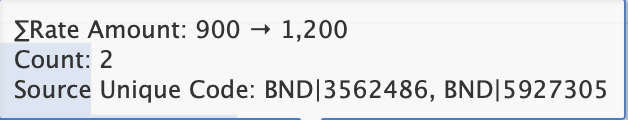 ∑Rate Amount: 900 → 1,200
Count: 2
Source Unique Code: BND|3562486, BND|5927305